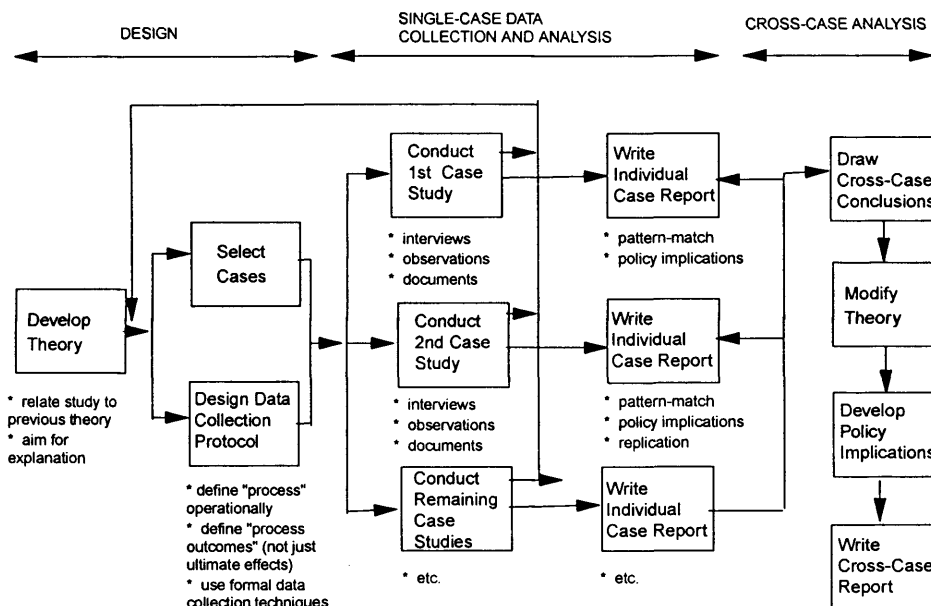 DESIGN
SINGLE-CASE DATA
COLLECTION AND ANALYSIS
CROSS-CASE ANALYSIS
Develop
Theory
* relate study to
previous theory
* aim for
explanation
Select
Cases
Design Data
Collection
Protocol
* define "process"
operationally
* define "process
outcomes" (not just
ultimate effects)
* use formal data
collection techniques
Conduct
1st Case
Study
* interviews
* observations
* documents
Conduct
2nd Case
Study
* interviews
* observations
* documents
Conduct
Remaining
Case
Studies
* etc.
Write
Individual
Case Report
* pattern-match
* policy implications
Write
Individual
Case Report
* pattern-match
* policy implications
* replication
Write
Individual
Case Report
* etc.
Draw
Cross-Case
Conclusions
Modify
Theory
Develop
Policy
Implications
Write
Cross-Case
Report